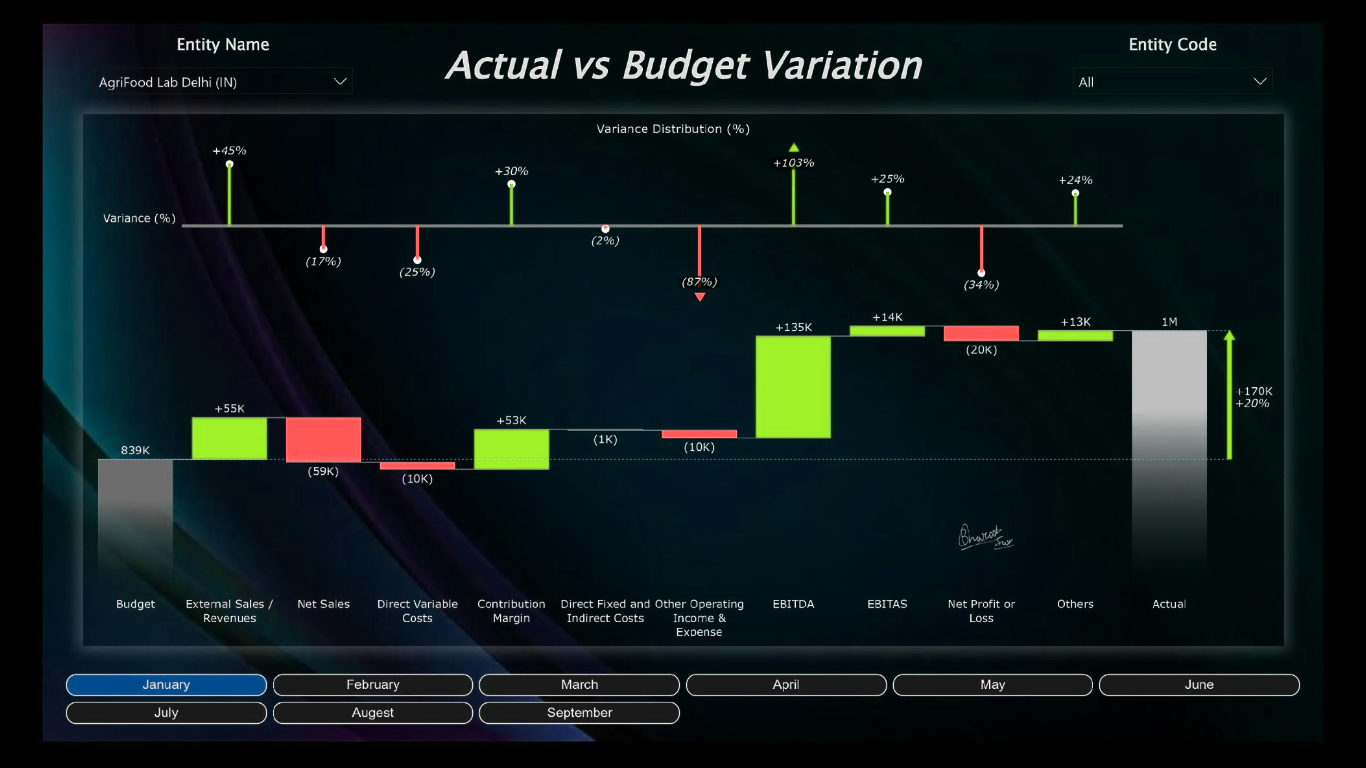 Entity Name
Actual vs Budget Variation
Entity Code
AgriFood Lab Delhi (IN)
All
Variance Distribution (%)
+45%
+30%
+103%
+25%
+24%
Variance (%)
(17%)
(25%)
(2%)
(87%)
(34%)
839K
+55K
(59K)
(10K)
+53K
(1K)
(10K)
+135K
+14K
(20K)
+13K
1M
+170K
+20%
Budget
External Sales /
Revenues
Net Sales
Direct Variable
Costs
Contribution
Margin
Direct Fixed and
Indirect Costs
Other Operating
Income &
Expense
EBITDA
EBITAS
Net Profit or
Loss
Others
Actual
January
February
March
April
May
June
July
Augest
September